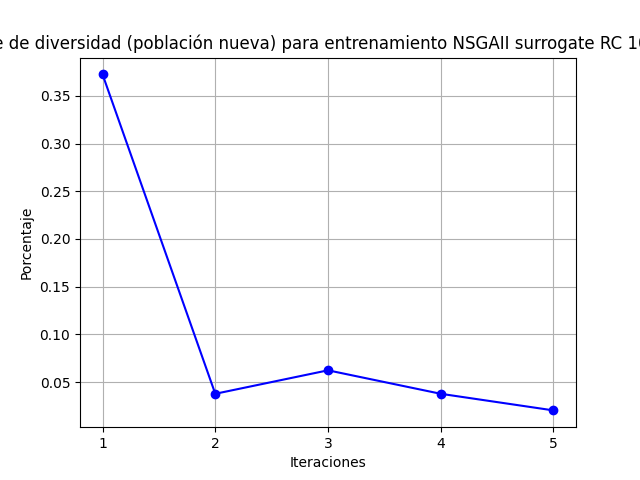 de diversidad (población nueva) para entrenamiento NSGAII surrogate RC
0.35
0.30
0.25
0.20
0.15
0.10
0.05
Porcentaje
1 2 3 4 5
Iteraciones